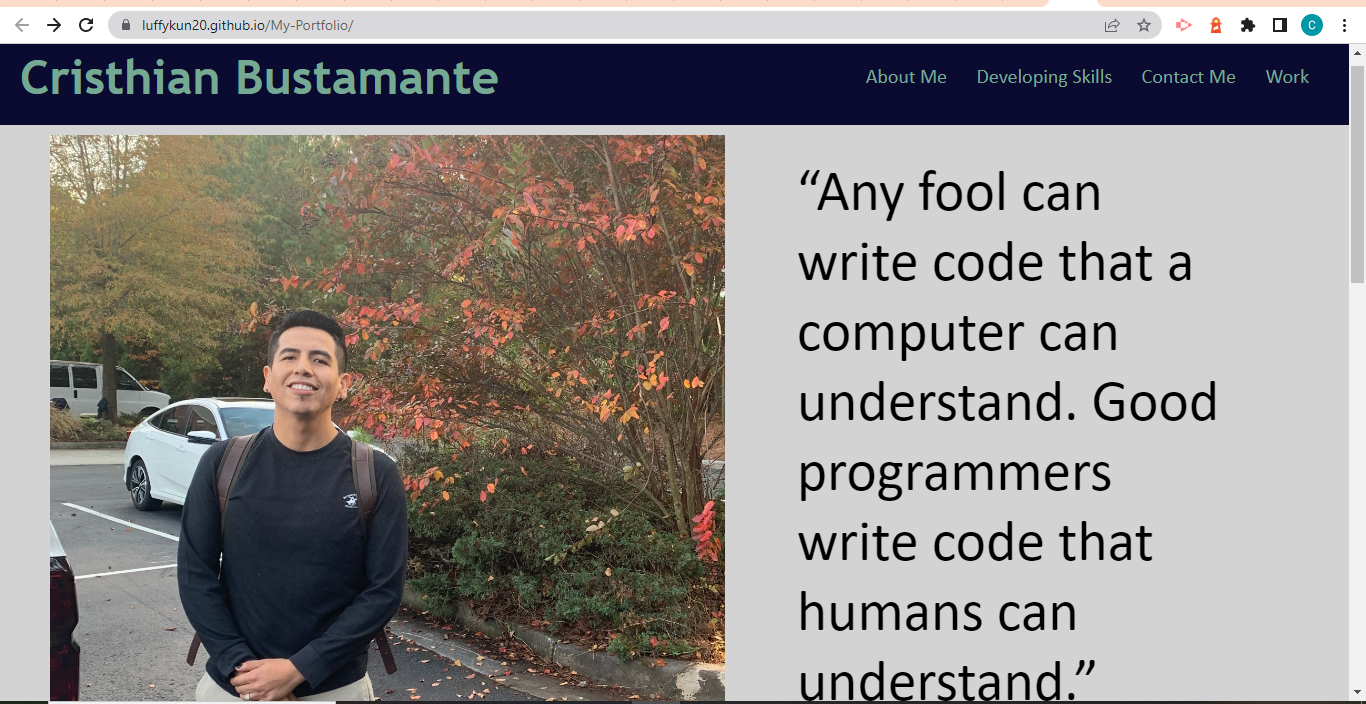 luffykun20.github.io/My-Portfolio/
C
Cristhian Bustamante
About Me Developing Skills Contact Me Work
“Any fool can
write code that a
computer can
understand. Good
programmers
write code that
humans can
understand.”